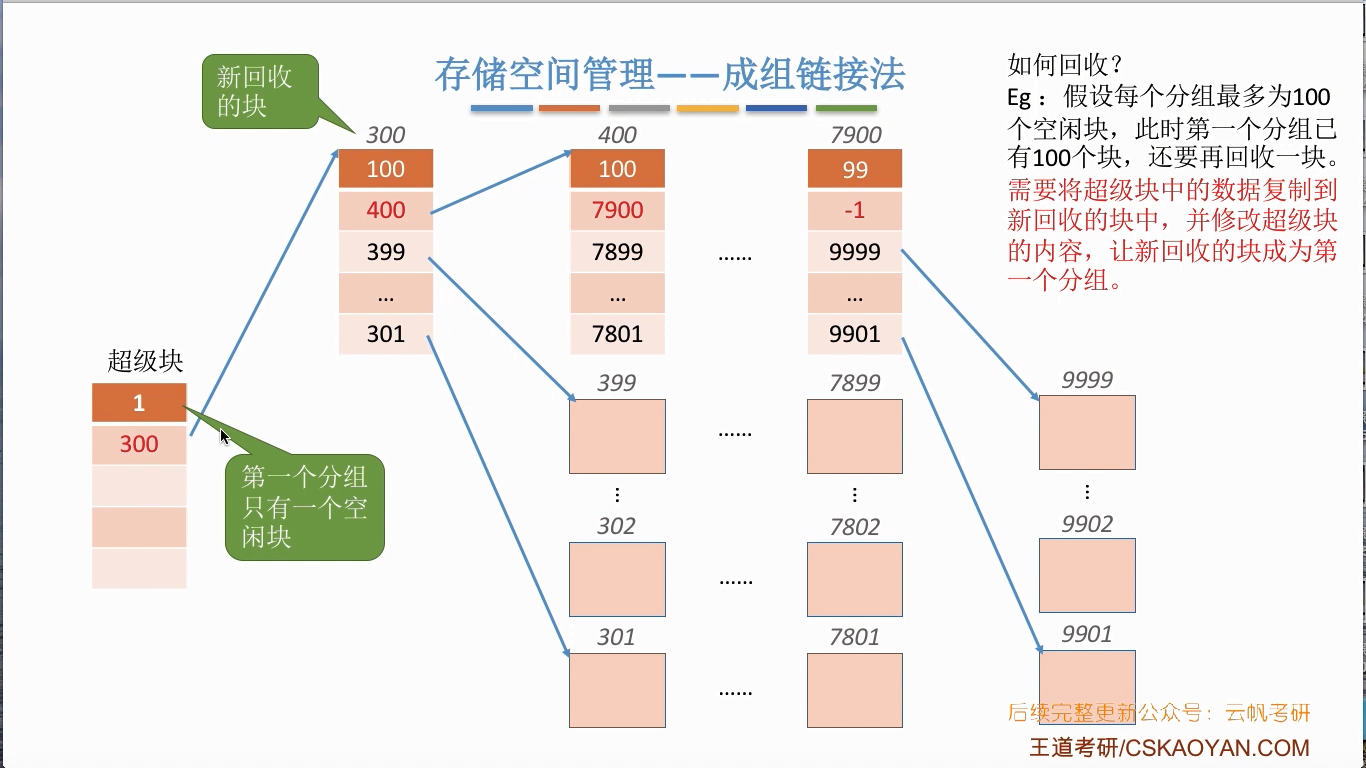 存储空间管理——成组链接法
新回收
的块
如何回收？
Eg：假设每个分组最多为100
个空闲块，此时第一个分组已
有100个块，还要再回收一块。
需要将超级块中的数据复制到
新回收的块中，并修改超级块
的内容，让新回收的块成为第
一个分组。
超级块
1
300
第一个分组
只有一个空
闲块
300
100
400
399
...
301
400
100
7900
7899
...
7801
399
⋮
302
301
......
......
......
......
7900
99
-1
9999
...
9901
7899
⋮
7802
7801
9999
⋮
9902
9901
后续完整更新公众号：云帆考研
王道考研/CSKAOYAN.COM